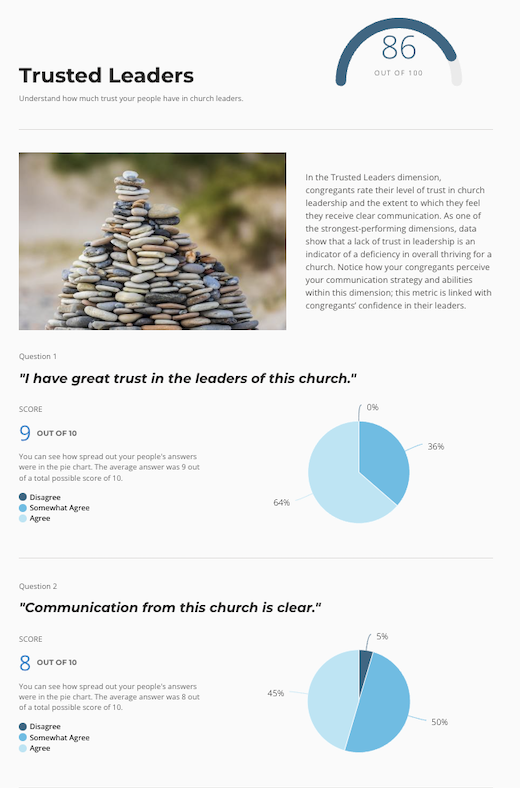 86
OUT OF 100
Trusted Leaders
Understand how much trust your people have in church leaders.
In the Trusted Leaders dimension,
congregants rate their level of trust in church
leadership and the extent to which they feel
they receive clear communication. As one of
the strongest-performing dimensions, data
show that a lack of trust in leadership is an
indicator of a deficiency in overall thriving for a
church. Notice how your congregants perceive
your communication strategy and abilities
within this dimension; this metric is linked with
congregants' confidence in their leaders.
Question 1
"I have great trust in the leaders of this church."
SCORE
9 OUT OF 10
You can see how spread out your people's answers
were in the pie chart. The average answer was 9 out
of a total possible score of 10.
Disagree
Somewhat Agree
Agree
0%
36%
64%
Question 2
"Communication from this church is clear."
SCORE
8 OUT OF 10
You can see how spread out your people's answers
were in the pie chart. The average answer was 8 out
of a total possible score of 10.
Disagree
Somewhat Agree
Agree
5%
45%
50%